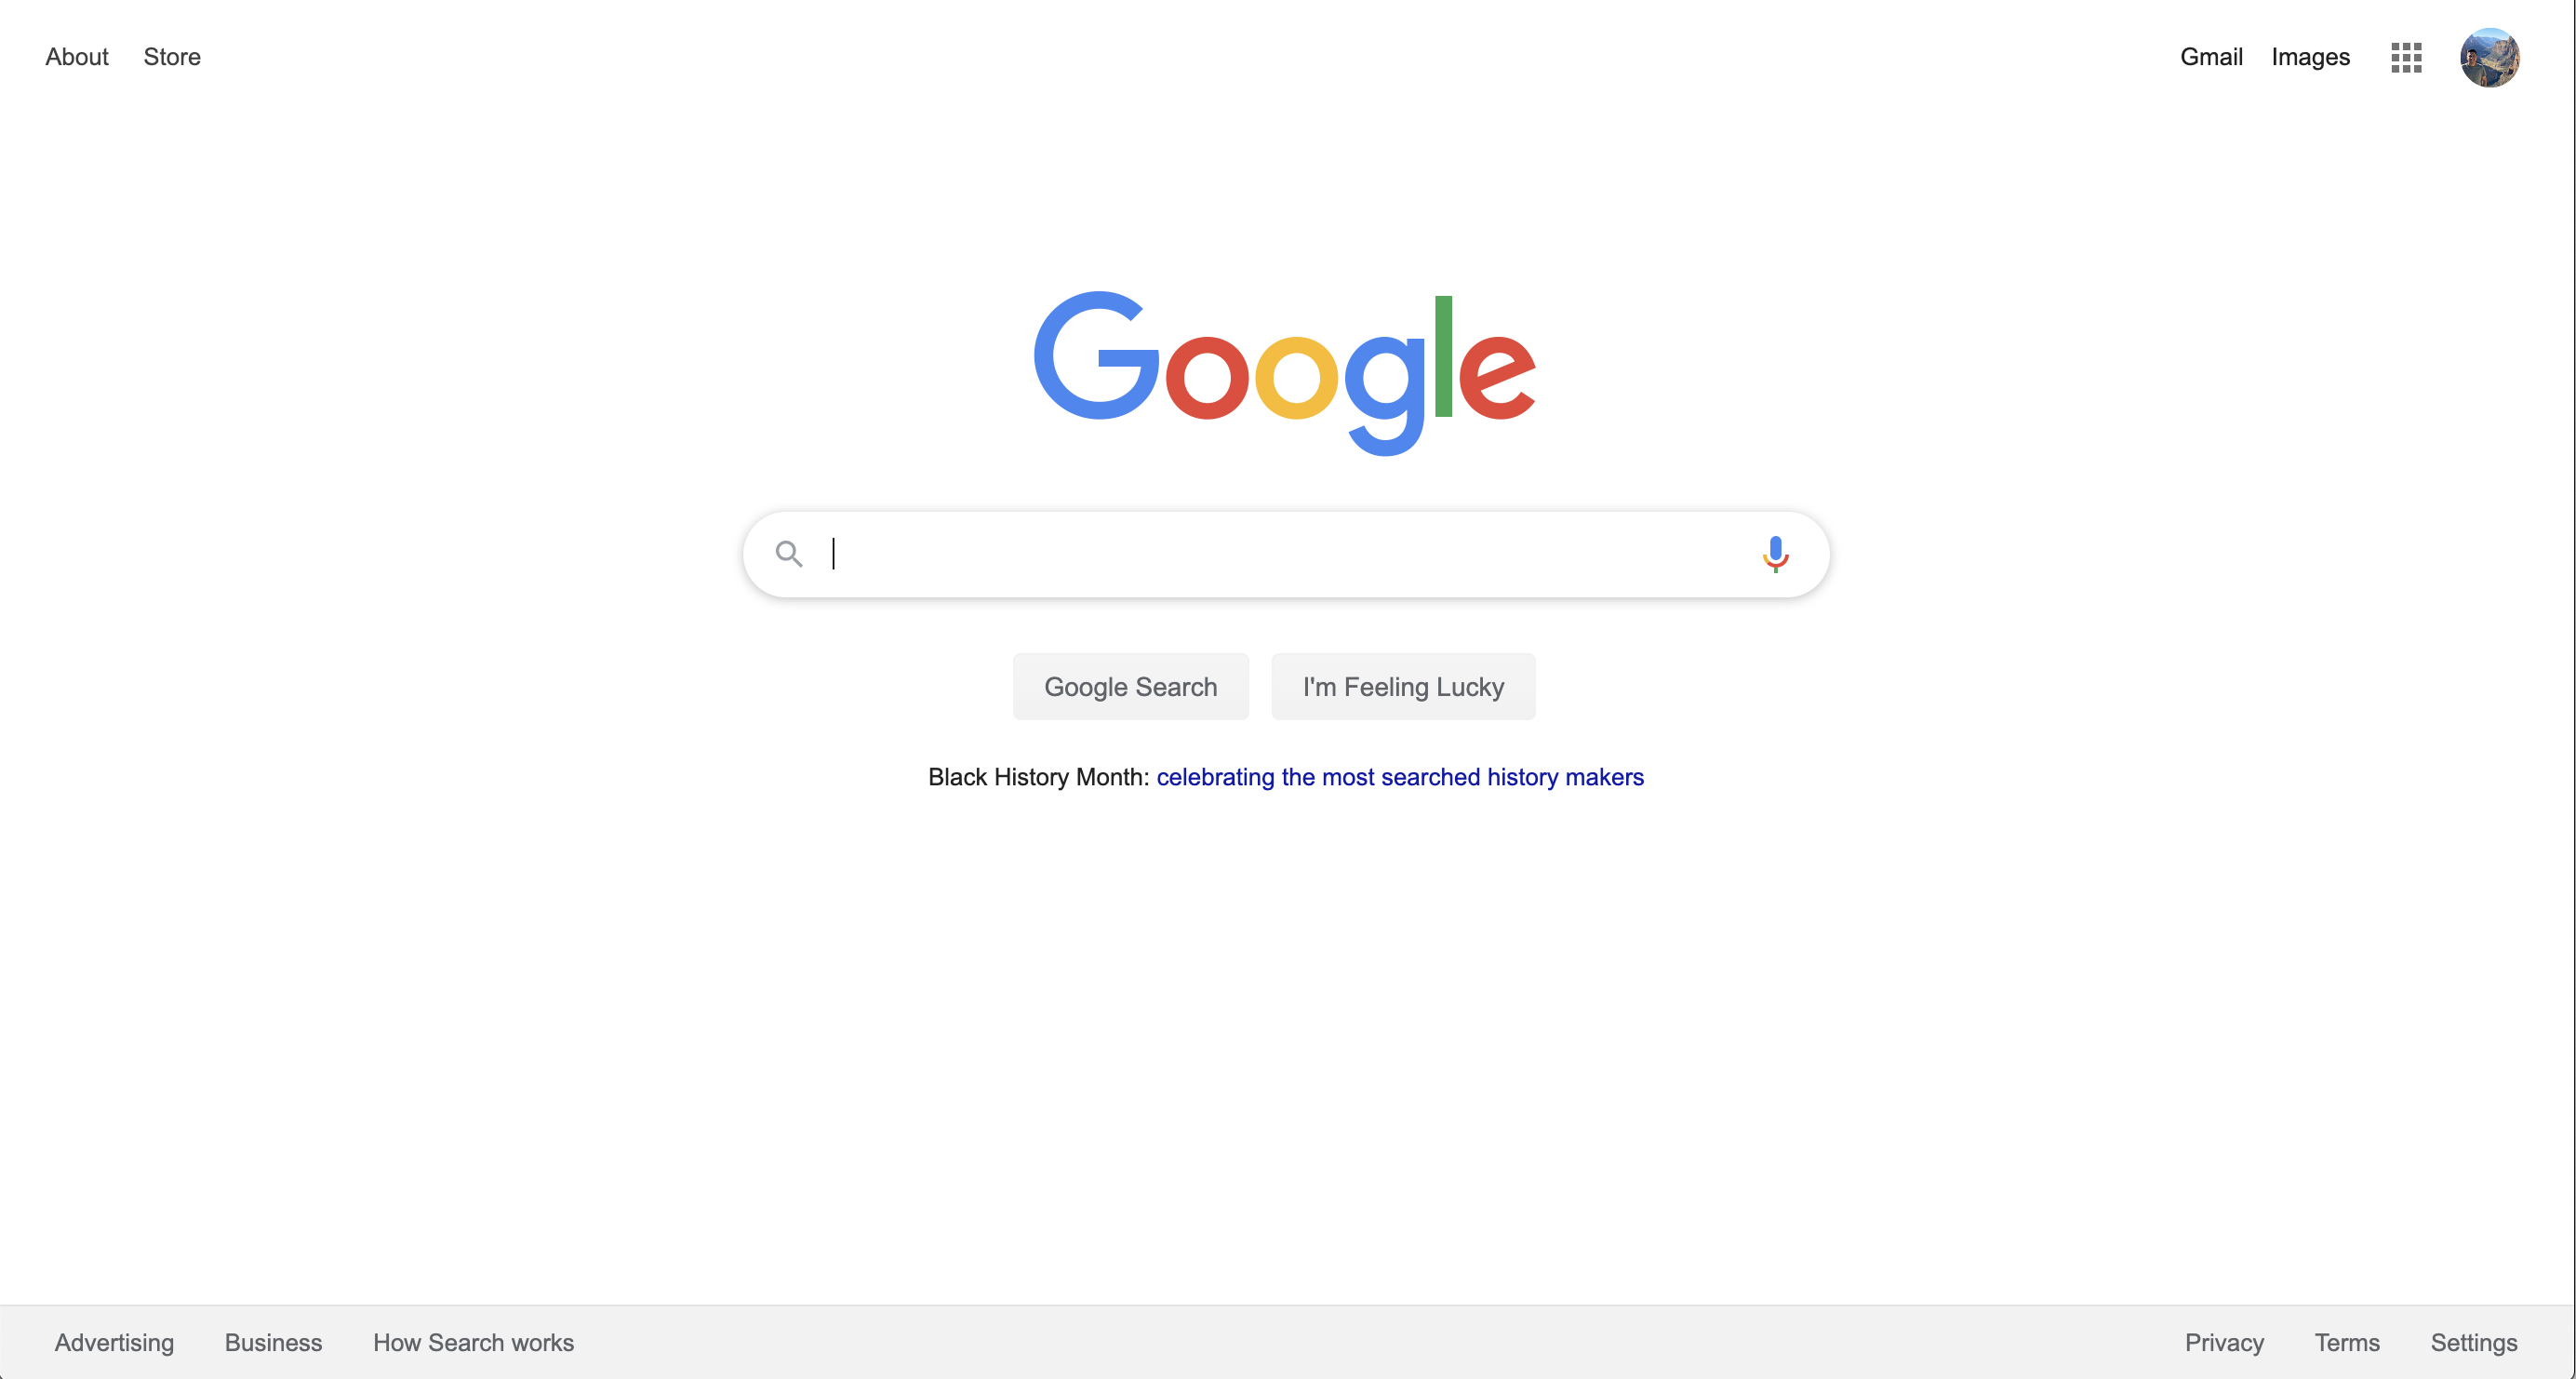 About Store Gmail Images
Google
Google Search I'm Feeling Lucky
Black History Month: celebrating the most searched history makers
Advertising Business How Search works Privacy Terms Settings